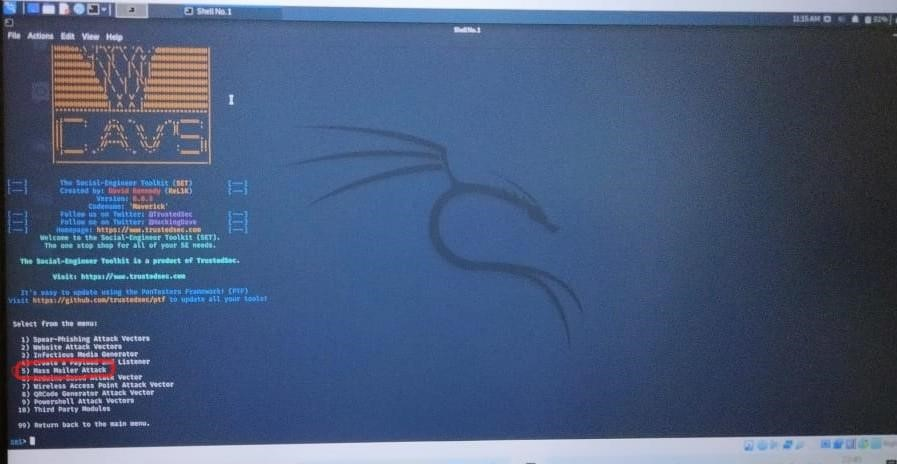 Shell No.1
11:15 AM
92%
File Actions Edit View Help
Shell No.1
CAVS
[---] The Social-Engineer Toolkit (SET) [---]
[---] Created by: David Kennedy (ReL1K) [---]
Version: 8.0.3
Codename: 'Maverick'
[---] Follow us on Twitter: @TrustedSec [---]
[---] Follow me on Twitter: @HackingDave [---]
[---] Homepage: https://www.trustedsec.com [---]
Welcome to the Social-Engineer Toolkit (SET).
The one stop shop for all of your SE needs.
The Social-Engineer Toolkit is a product of TrustedSec.
Visit: https://www.trustedsec.com
It's easy to update using the PenTesters Framework! (PTF)
Visit https://github.com/trustedsec/ptf to update all your tools!
Select from the menu:
1) Spear-Phishing Attack Vectors
2) Website Attack Vectors
3) Infectious Media Generator
4) Create a Payload and Listener
5) Mass Mailer Attack
6) Arduino-Based Attack Vector
7) Wireless Access Point Attack Vector
8) QRCode Generator Attack Vector
9) Powershell Attack Vectors
10) Third Party Modules
99) Return back to the main menu.
set>